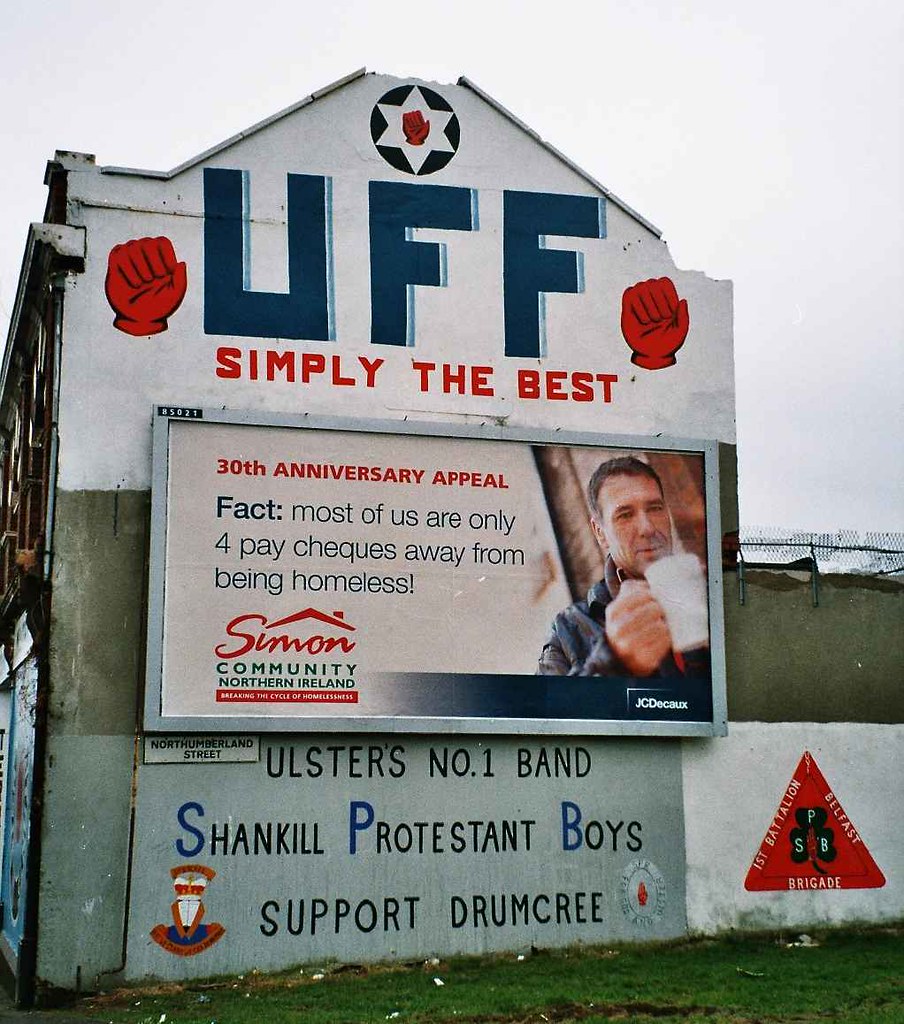 UFF
SIMPLY THE BEST
85021
30th ANNIVERSARY APPEAL
Fact: most of us are only
4 pay cheques away from
being homeless!
Simon
COMMUNITY
NORTHERN IRELAND
BREAKING THE CYCLE OF HOMELESSNESS
JCDecaux
NORTHUMBERLAND
STREET
ULSTER'S NO.1 BAND
SHANKILL PROTESTANT BOYS
SUPPORT DRUMCREE
1ST BATTALION
BELFAST
BRIGADE
P
S B